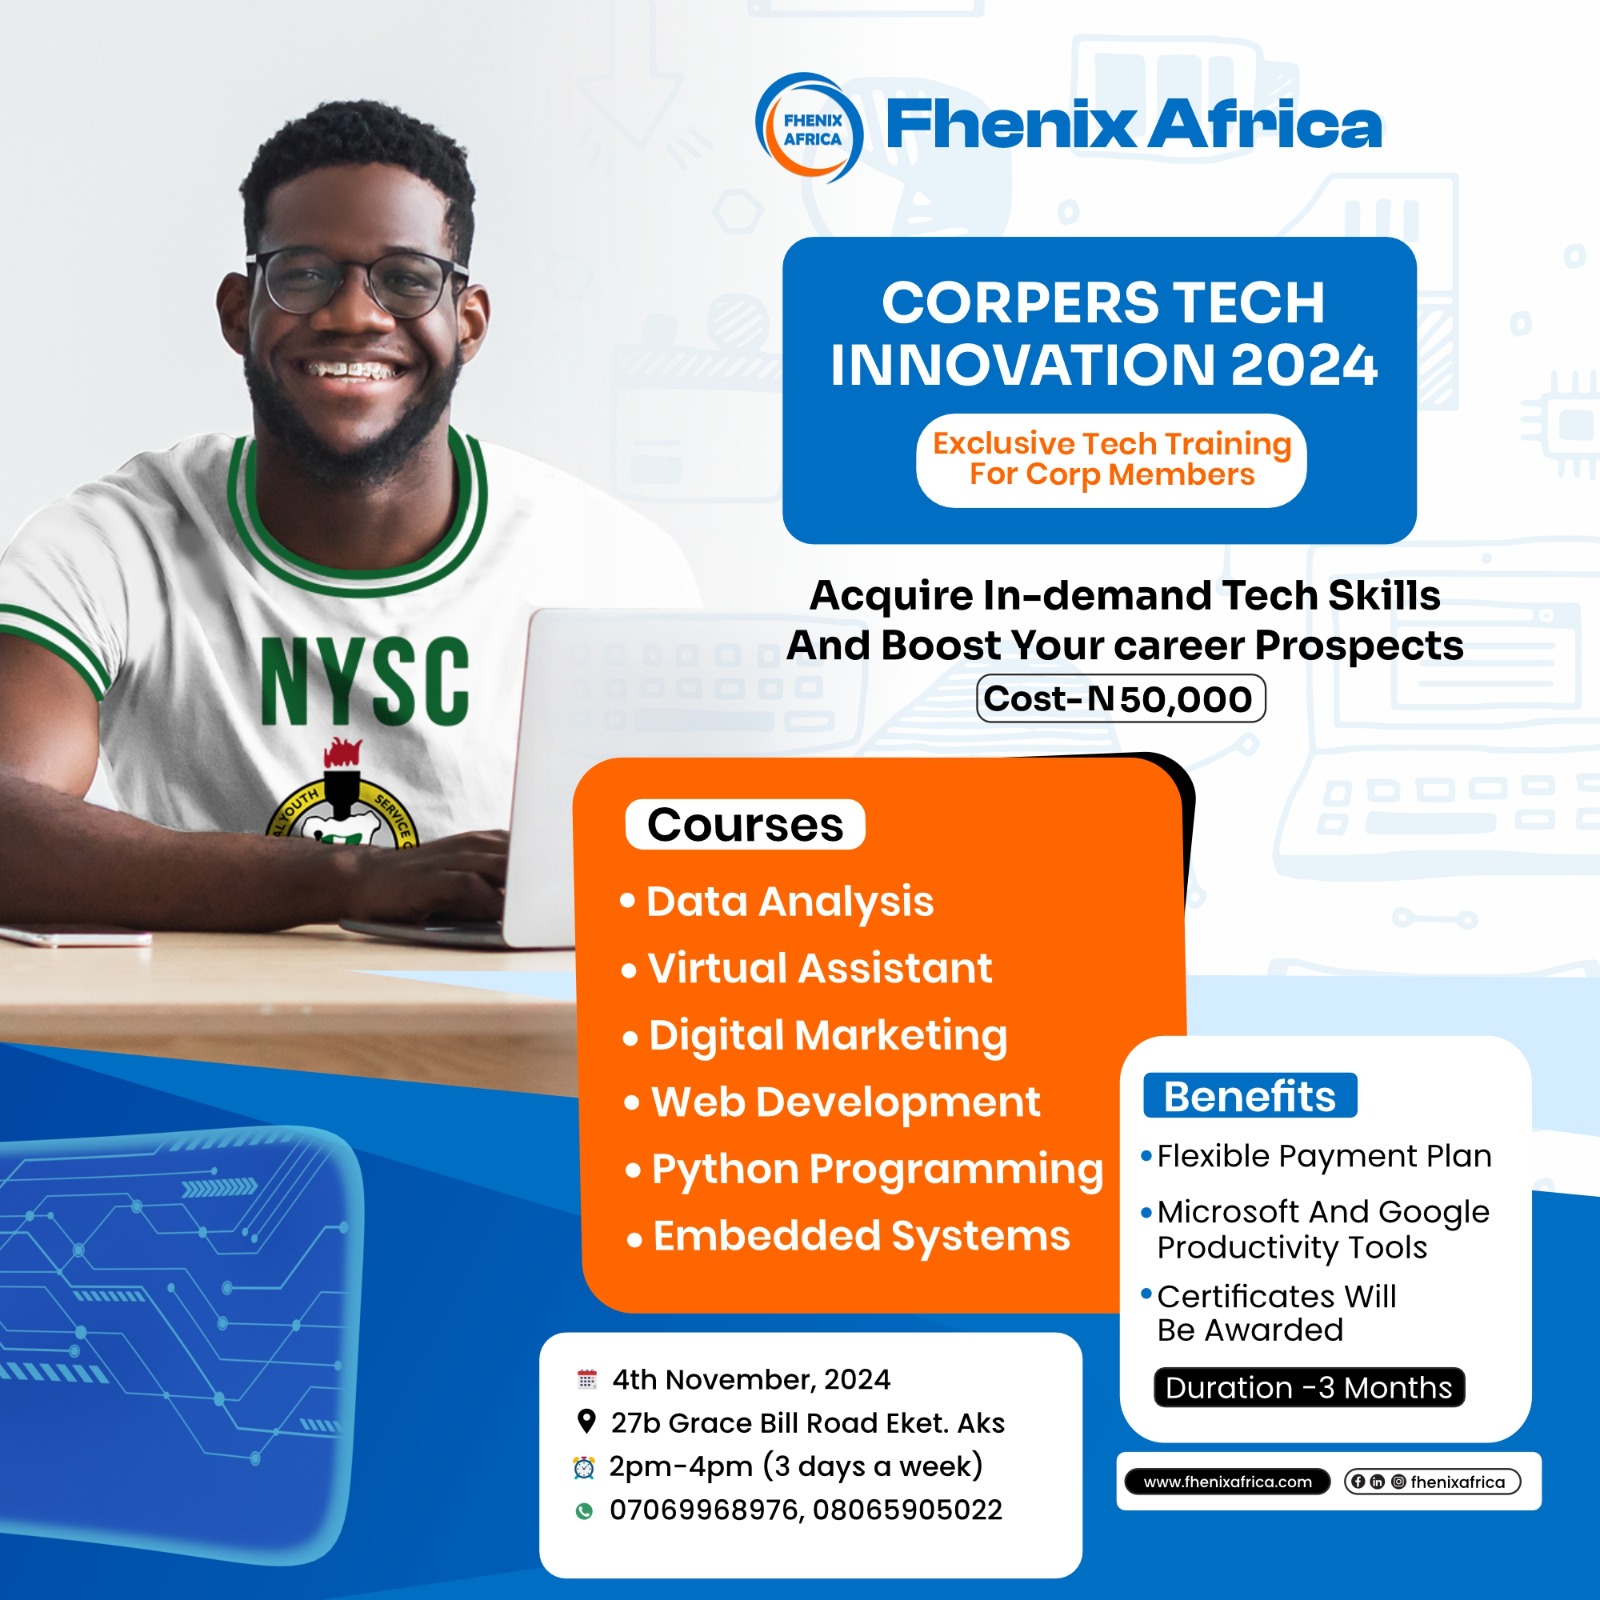 FHENIX
AFRICA
Fhenix Africa
CORPERS TECH
INNOVATION 2024
Exclusive Tech Training
For Corp Members
Acquire In-demand Tech Skills
And Boost Your career Prospects
Cost-N50,000
NYSC
YOUTH SERVICE
Courses
• Data Analysis
• Virtual Assistant
• Digital Marketing
• Web Development
• Python Programming
• Embedded Systems
Benefits
• Flexible Payment Plan
• Microsoft And Google
Productivity Tools
• Certificates Will
Be Awarded
Duration -3 Months
4th November, 2024
27b Grace Bill Road Eket. Aks
2pm-4pm (3 days a week)
07069968976, 08065905022
www.fhenixafrica.com
fhenixafrica